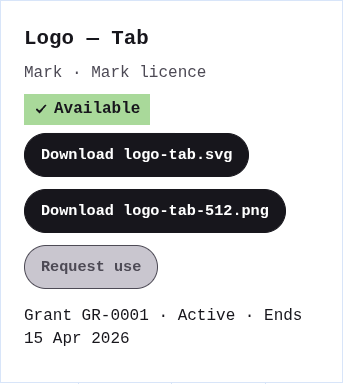 Logo — Tab
Mark · Mark licence
Available
Download logo-tab.svg
Download logo-tab-512.png
Request use
Grant GR-0001 · Active · Ends
15 Apr 2026